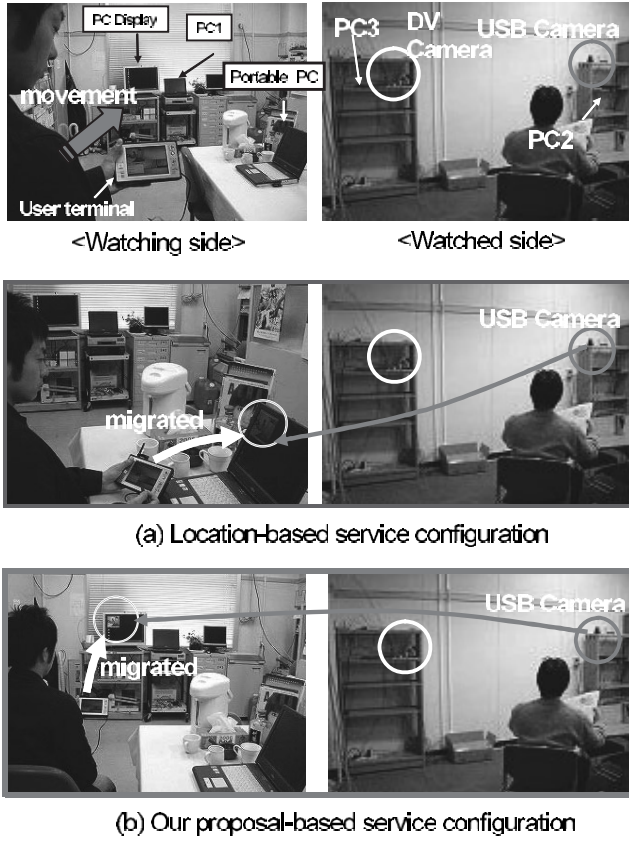 PC Display
PC1
Portable PC
movement
User terminal
<Watching side>
PC3
DV Camera
USB Camera
PC2
<Watched side>
migrated
USB Camera
(a) Location-based service configuration
migrated
USB Camera
(b) Our proposal-based service configuration